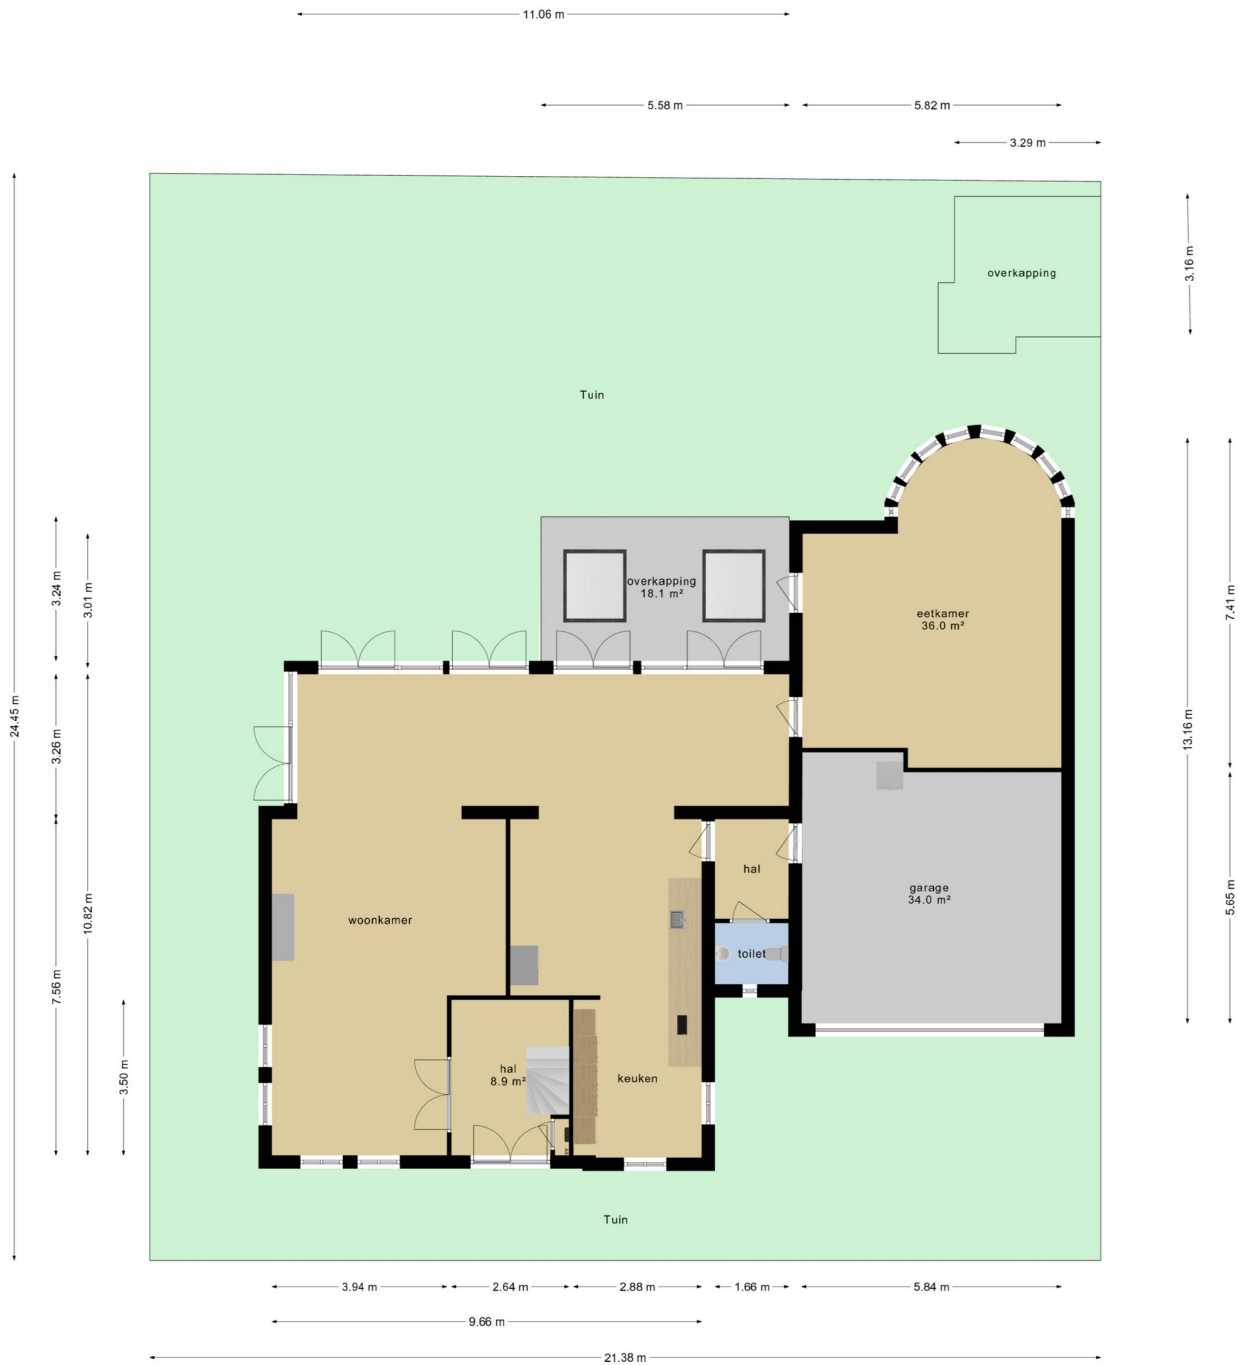 11.06 m
5.58 m
5.82 m
3.29 m
3.16 m
overkapping
Tuin
24.45 m
3.24 m
3.01 m
overkapping
18.1 m²
eetkamer
36.0 m²
7.41 m
13.16 m
3.26 m
10.82 m
7.56 m
3.50 m
woonkamer
hal
garage
34.0 m²
5.65 m
toilet
hal
8.9 m²
keuken
Tuin
3.94 m
2.64 m
2.88 m
1.66 m
5.84 m
9.66 m
21.38 m